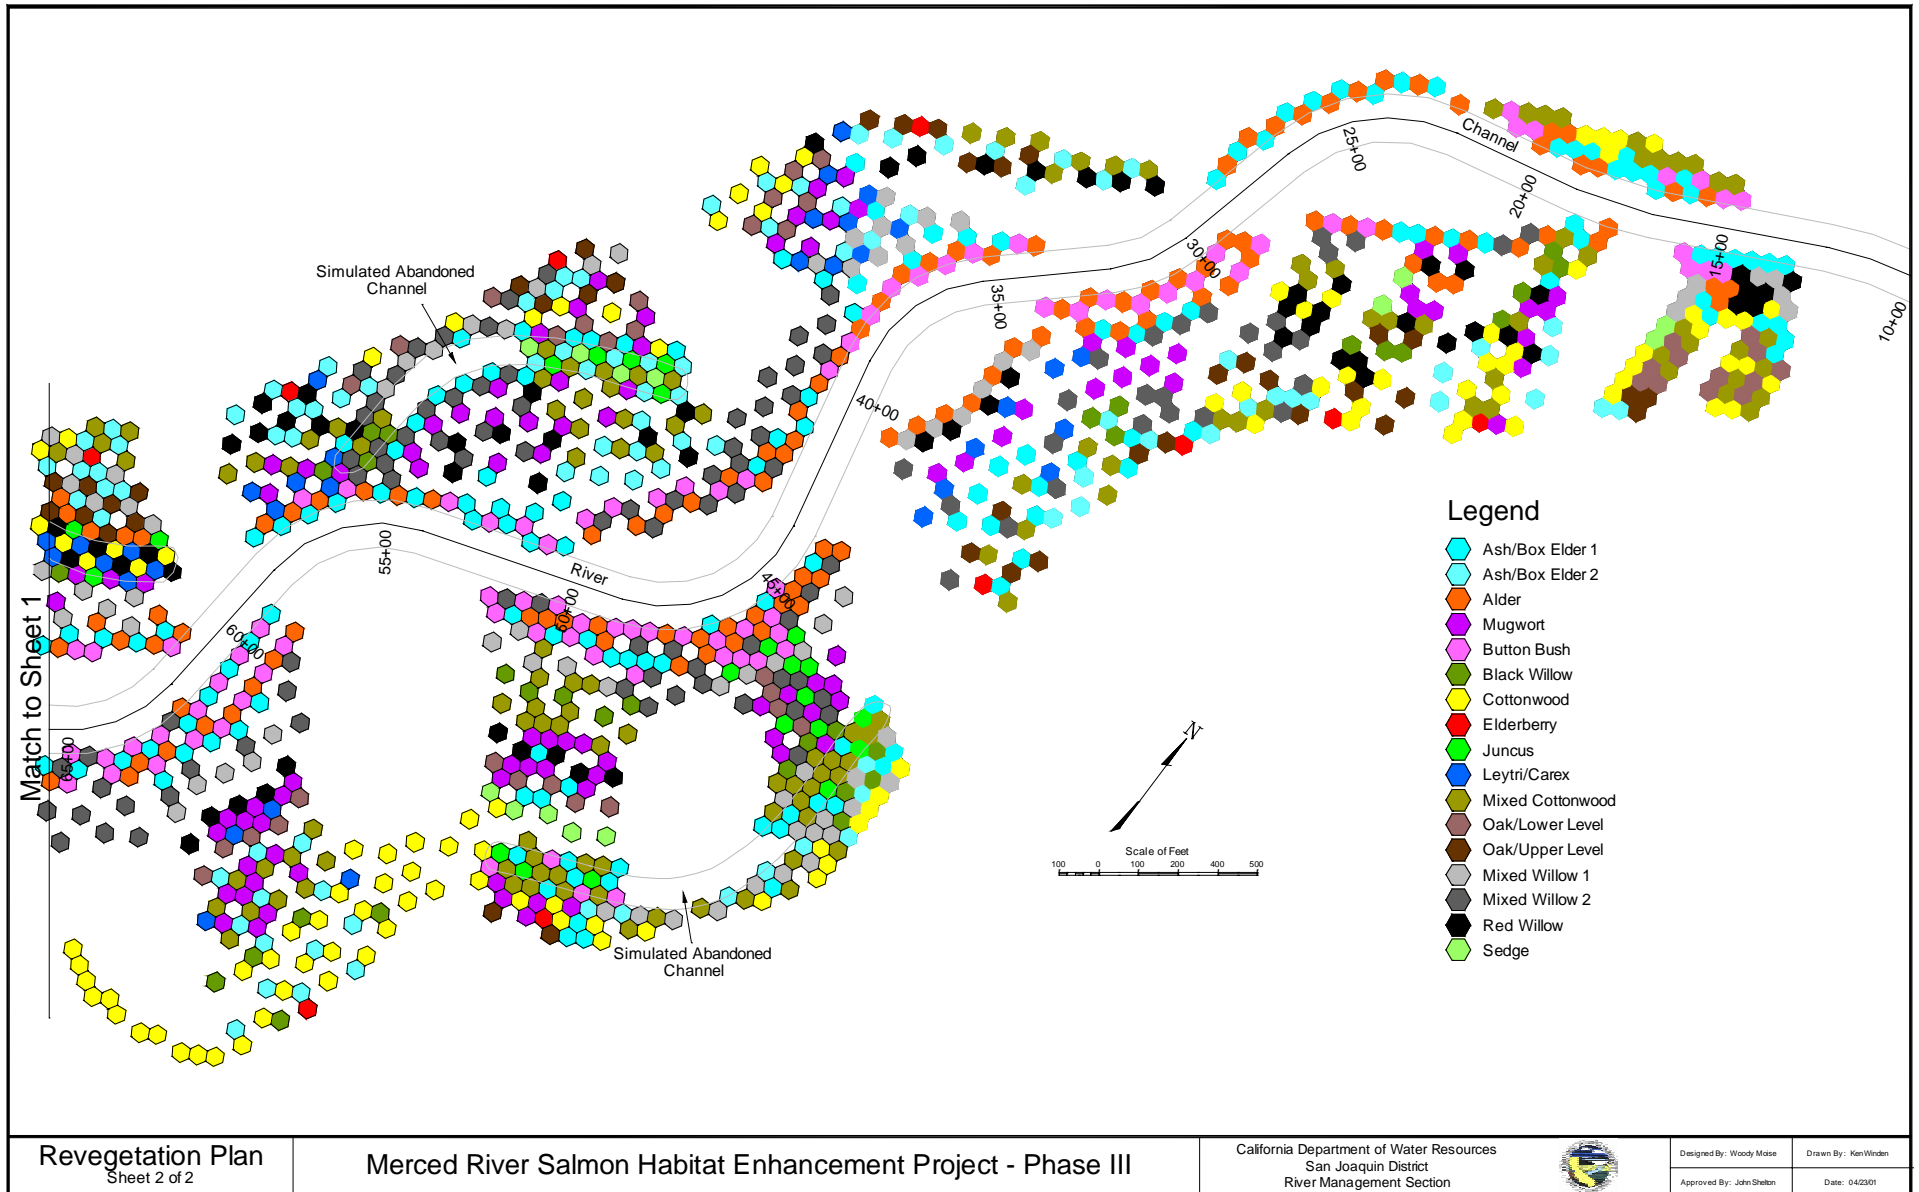 Simulated Abandoned
Channel
Channel
25+00
20+00
15+00
10+00
30+00
35+00
40+00
45+00
River
55+00
60+00
60+00
65+00
Match to Sheet 1
Simulated Abandoned
Channel
N
Scale of Feet
100 0 100 200 400 500
Legend
Ash/Box Elder 1
Ash/Box Elder 2
Alder
Mugwort
Button Bush
Black Willow
Cottonwood
Elderberry
Juncus
Leytri/Carex
Mixed Cottonwood
Oak/Lower Level
Oak/Upper Level
Mixed Willow 1
Mixed Willow 2
Red Willow
Sedge
Revegetation Plan
Sheet 2 of 2
Merced River Salmon Habitat Enhancement Project - Phase III
California Department of Water Resources
San Joaquin District
River Management Section
Designed By: Woody Moise
Drawn By: Ken Winden
Approved By: John Shelton
Date: 04/23/01